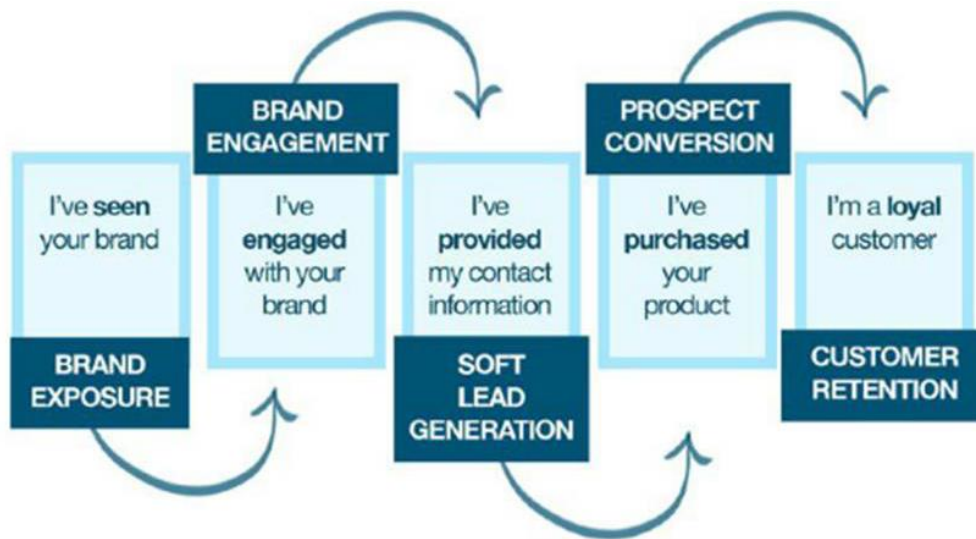 BRAND
EXPOSURE
I've seen
your brand
BRAND
ENGAGEMENT
I've
engaged
with your
brand
I've
provided
my contact
information
SOFT
LEAD
GENERATION
PROSPECT
CONVERSION
I've
purchased
your
product
I'm a loyal
customer
CUSTOMER
RETENTION